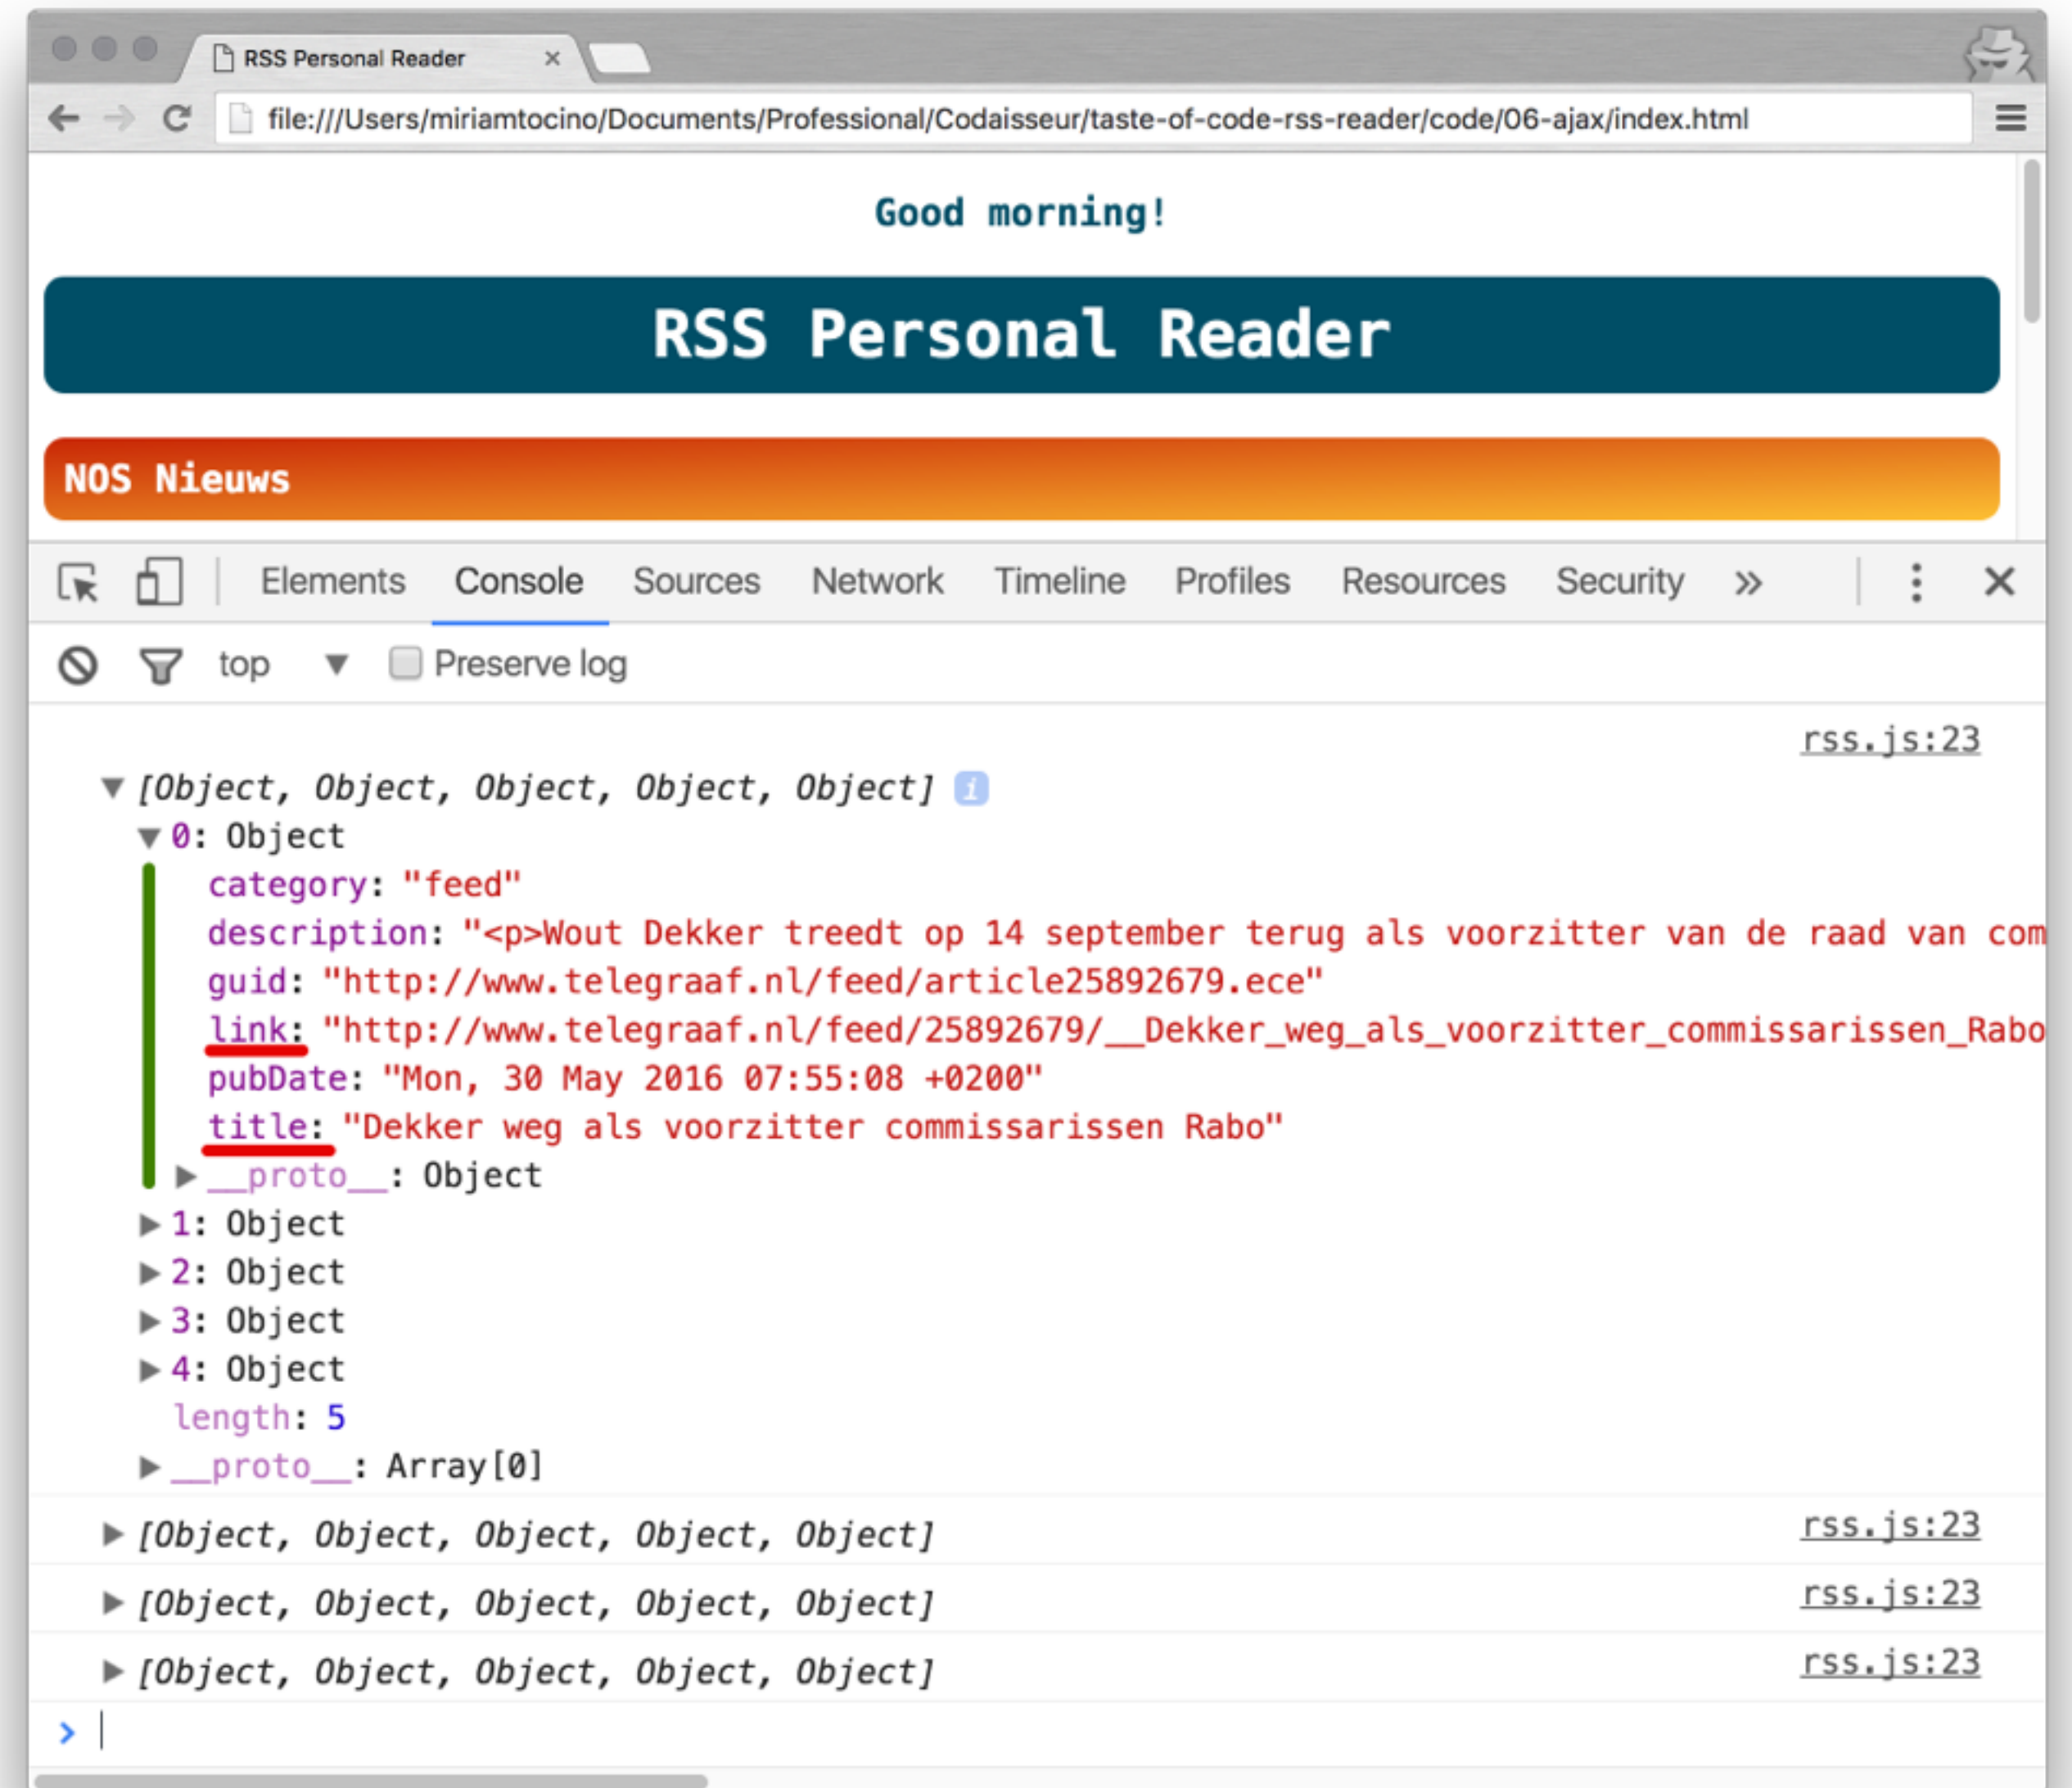 RSS Personal Reader
file:///Users/miriamtocino/Documents/Professional/Codaisseur/taste-of-code-rss-reader/code/06-ajax/index.html
Good morning!
RSS Personal Reader
NOS Nieuws
Elements Console Sources Network Timeline Profiles Resources Security »
top Preserve log
rss.js:23
[Object, Object, Object, Object, Object] i
0: Object
category: "feed"
description: "<p>Wout Dekker treedt op 14 september terug als voorzitter van de raad van com
guid: "http://www.telegraaf.nl/feed/article25892679.ece"
link: "http://www.telegraaf.nl/feed/25892679/__Dekker_weg_als_voorzitter_commissarissen_Rabo
pubDate: "Mon, 30 May 2016 07:55:08 +0200"
title: "Dekker weg als voorzitter commissarissen Rabo"
__proto__: Object
1: Object
2: Object
3: Object
4: Object
length: 5
__proto__: Array[0]
[Object, Object, Object, Object, Object] rss.js:23
[Object, Object, Object, Object, Object] rss.js:23
[Object, Object, Object, Object, Object] rss.js:23